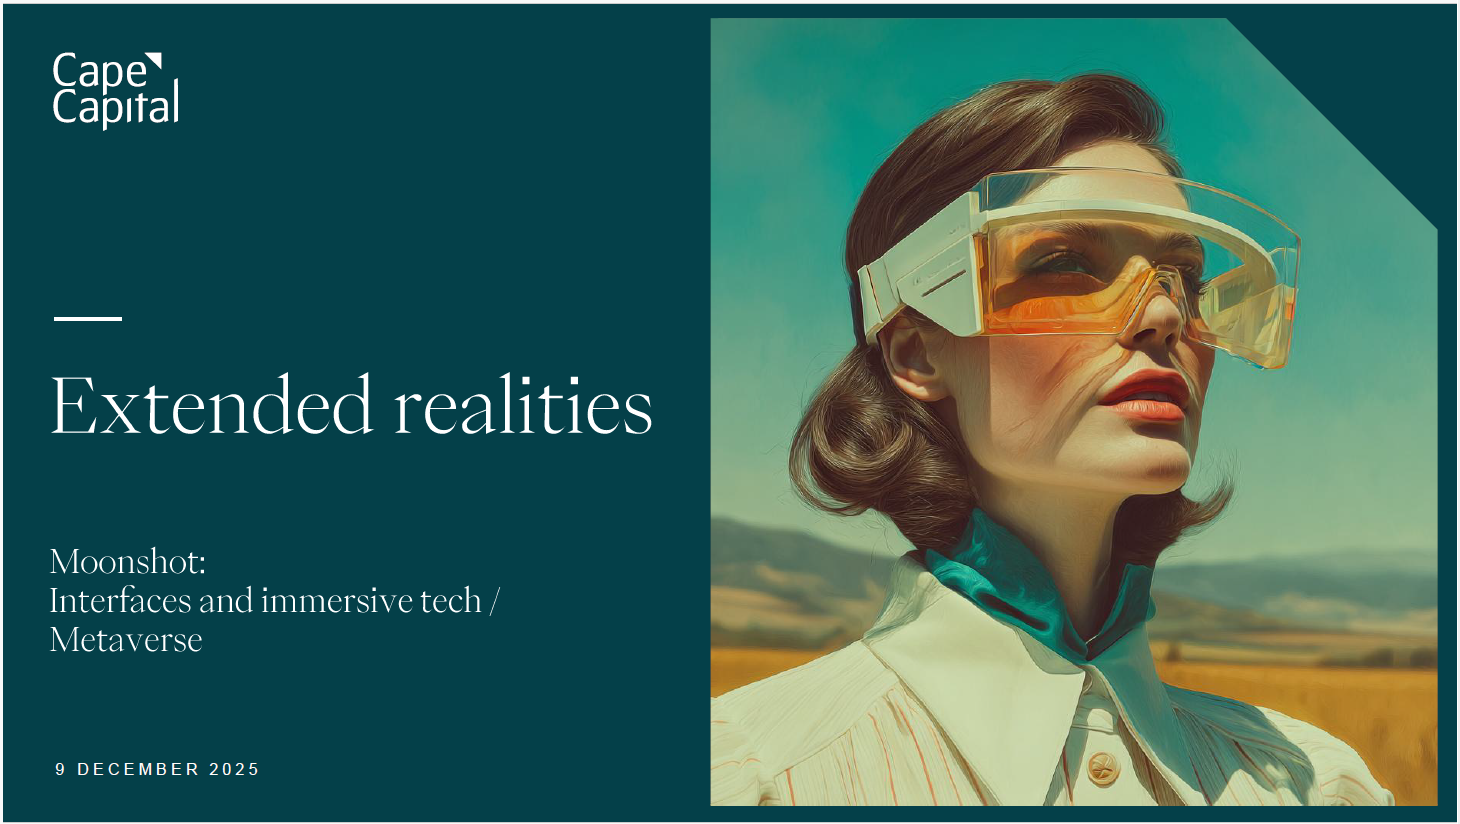 Cape
Capital
Extended realities
Moonshot:
Interfaces and immersive tech /
Metaverse
9 DECEMBER 2025